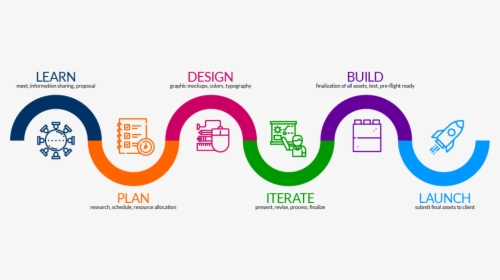 LEARN
meet, information sharing, proposal
PLAN
research, schedule, resource allocation
DESIGN
graphic mockups, colors, typography
ITERATE
present, revise, process, finalize
BUILD
finalization of all assets, test, pre-flight ready
LAUNCH
submit final assets to client